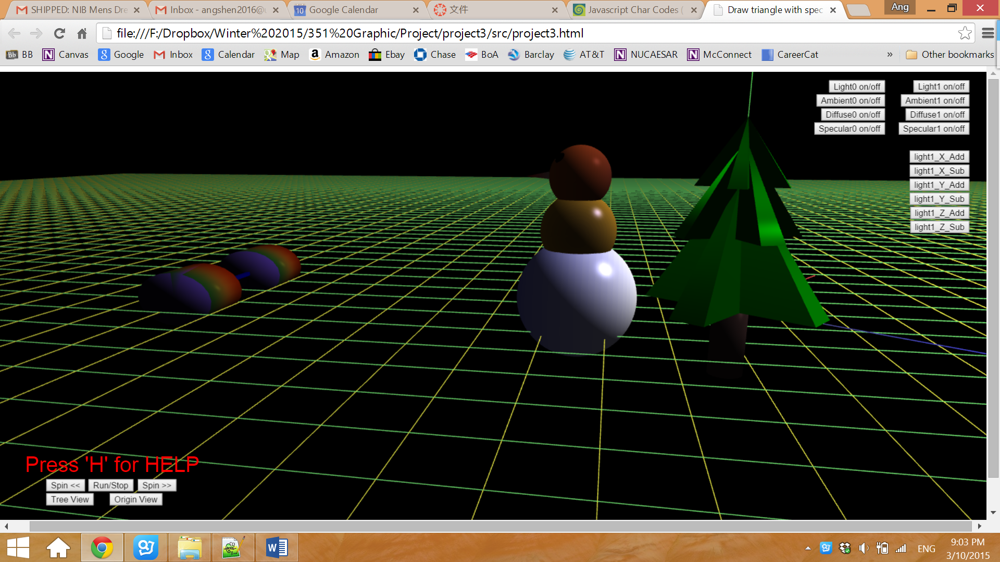 SHIPPED: NIB Mens Dre
Inbox - angshen2016@u
Google Calendar
文件
Javascript Char Codes (
Draw triangle with spec
Ang
file:///F:/Dropbox/Winter%202015/351%20Graphic/Project/project3/src/project3.html
BB Canvas Google Inbox Calendar Map Amazon Ebay Chase BoA Barclay AT&T NUCAESAR McConnect CareerCat » Other bookmarks
Light0 on/off Light1 on/off
Ambient0 on/off Ambient1 on/off
Diffuse0 on/off Diffuse1 on/off
Specular0 on/off Specular1 on/off
light1_X_Add
light1_X_Sub
light1_Y_Add
light1_Y_Sub
light1_Z_Add
light1_Z_Sub
Press 'H' for HELP
Spin << Run/Stop Spin >>
Tree View Origin View
ENG
9:03 PM
3/10/2015